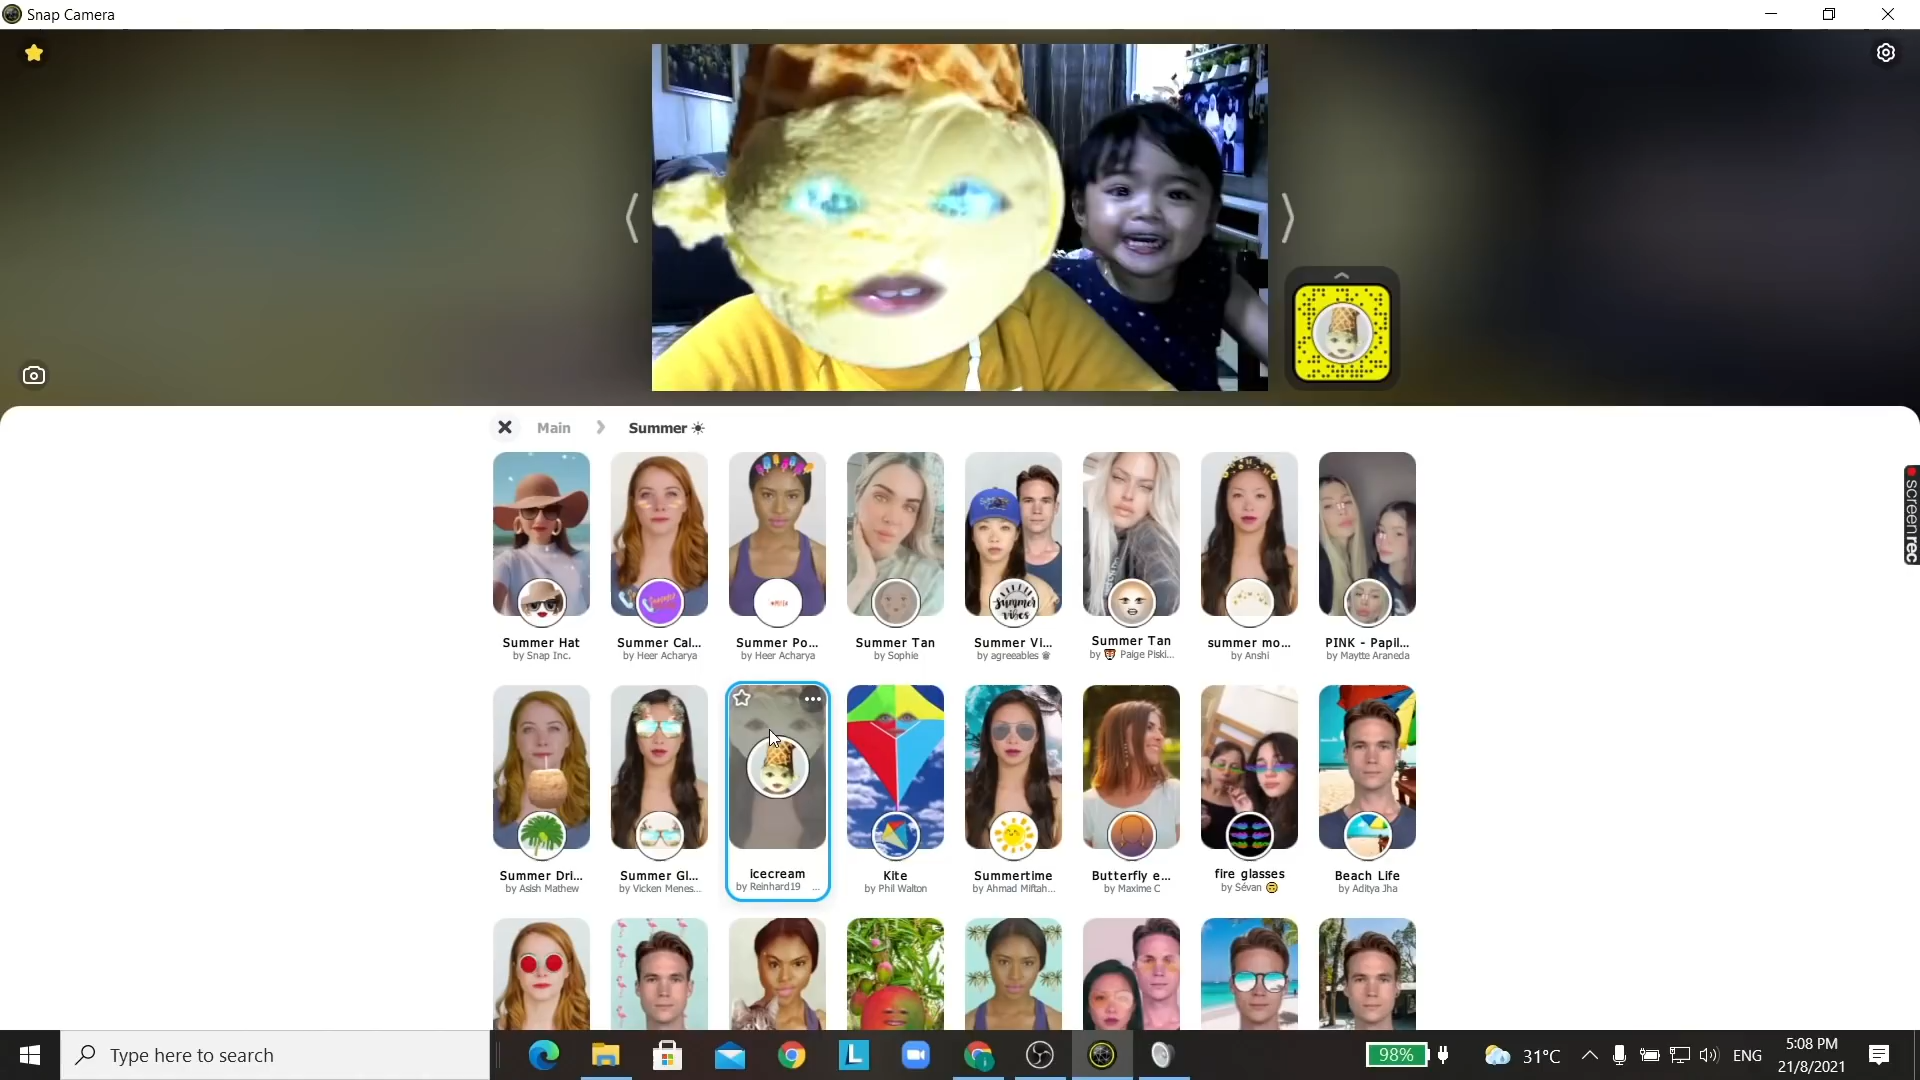 Snap Camera
Main
Summer ☀
Summer
vibes
Summer Hat
by Snap Inc.
Summer Cal...
by Heer Acharya
Summer Po...
by Heer Acharya
Summer Tan
by Sophie
Summer Vi...
by agreeables ♛
Summer Tan
by 🐯 Paige Piski...
summer mo...
by Anshi
PINK - Papil...
by Maytte Araneda
Summer Dri...
by Asish Mathew
Summer Gl...
by Vicken Menes...
icecream
by Reinhard19 ...
Kite
by Phil Walton
Summertime
by Ahmad Miftah...
Butterfly e...
by Maxime C
fire glasses
by Sévan 🙃
Beach Life
by Aditya Jha
screenrec
Type here to search
L
98%
31°C
ENG
5:08 PM
21/8/2021